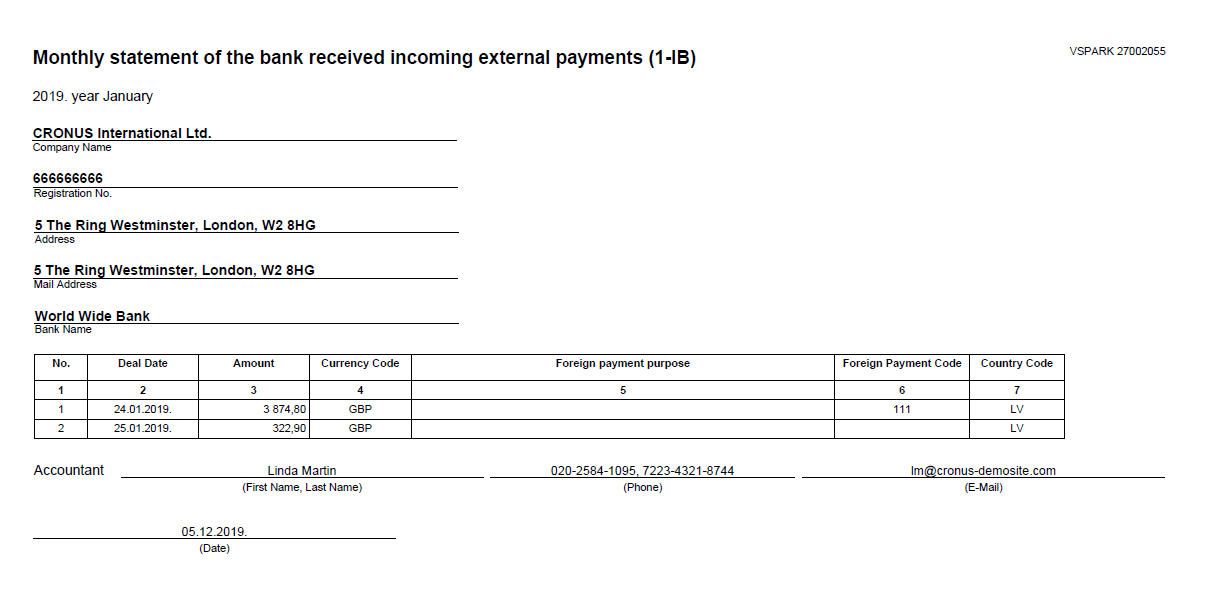 Monthly statement of the bank received incoming external payments (1-IB)
VSPARK 27002055
2019. year January
CRONUS International Ltd.
Company Name
666666666
Registration No.
5 The Ring Westminster, London, W2 8HG
Address
5 The Ring Westminster, London, W2 8HG
Mail Address
World Wide Bank
Bank Name
No. Deal Date Amount Currency Code Foreign payment purpose Foreign Payment Code Country Code
1 2 3 4 5 6 7
1 24.01.2019. 3 874,80 GBP 111 LV
2 25.01.2019. 322,90 GBP LV
Accountant Linda Martin 020-2584-1095, 7223-4321-8744 lm@cronus-demosite.com
(First Name, Last Name) (Phone) (E-Mail)
05.12.2019.
(Date)